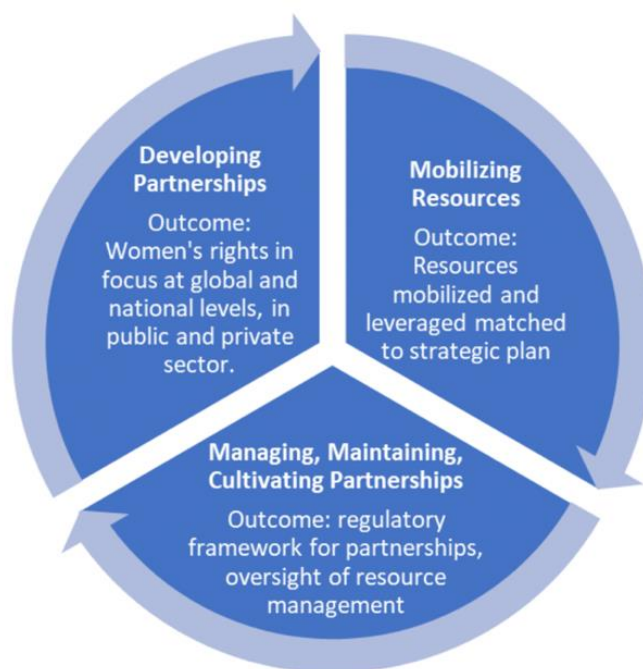 Developing
Partnerships
Outcome:
Women's rights in
focus at global and
national levels, in
public and private
sector.
Mobilizing
Resources
Outcome:
Resources
mobilized and
leveraged matched
to strategic plan
Managing, Maintaining,
Cultivating Partnerships
Outcome: regulatory
framework for partnerships,
oversight of resource
management